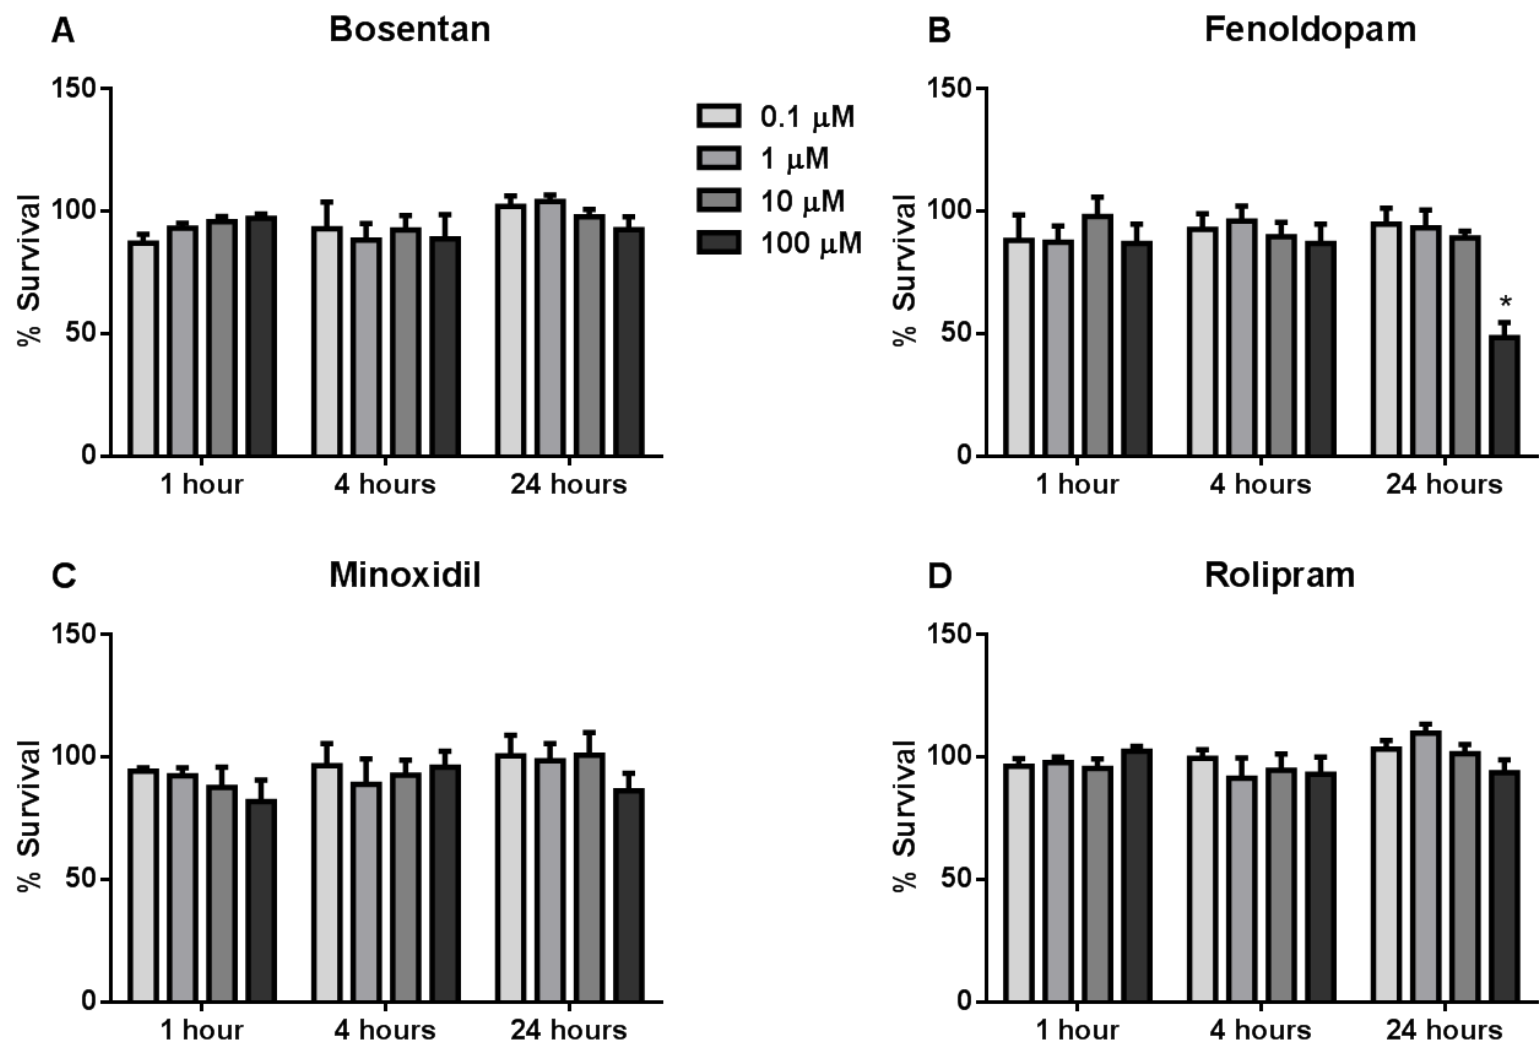 A Bosentan
150
100
50
0
% Survival
1 hour 4 hours 24 hours
0.1 μM
1 μM
10 μM
100 μM
B Fenoldopam
150
100
50
0
% Survival
*
1 hour 4 hours 24 hours
C Minoxidil
150
100
50
0
% Survival
1 hour 4 hours 24 hours
D Rolipram
150
100
50
0
% Survival
1 hour 4 hours 24 hours